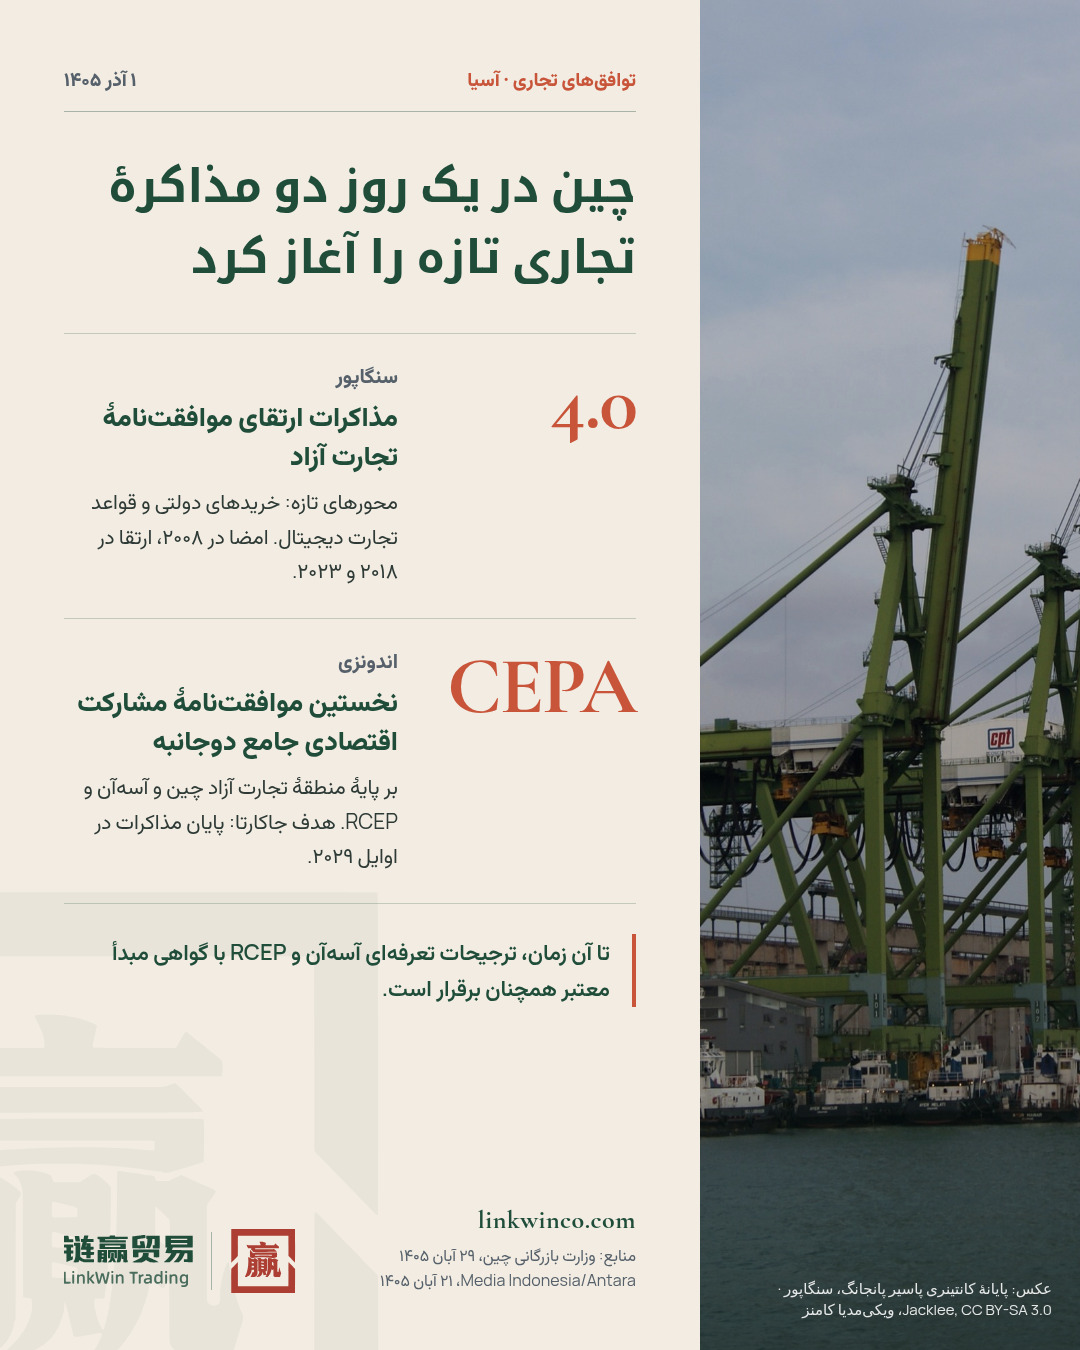 توافق‌های تجاری · آسیا
۱ آذر ۱۴۰۵
چین در یک روز دو مذاکرهٔ
تجاری تازه را آغاز کرد
4.0
سنگاپور
مذاکرات ارتقای موافقت‌نامهٔ
تجارت آزاد
محورهای تازه: خریدهای دولتی و قواعد
تجارت دیجیتال. امضا در ۲۰۰۸، ارتقا در
۲۰۱۸ و ۲۰۲۳.
CEPA
اندونزی
نخستین موافقت‌نامهٔ مشارکت
اقتصادی جامع دوجانبه
بر پایهٔ منطقهٔ تجارت آزاد چین و آسه‌آن و
RCEP. هدف جاکارتا: پایان مذاکرات در
اوایل ۲۰۲۹.
تا آن زمان، ترجیحات تعرفه‌ای آسه‌آن و RCEP با گواهی مبدأ
معتبر همچنان برقرار است.
linkwinco.com
منابع: وزارت بازرگانی چین، ۲۹ آبان ۱۴۰۵
Media Indonesia/Antara، ۲۱ آبان ۱۴۰۵
赢
链赢贸易
LinkWin Trading
cpt
عکس: پایانهٔ کانتینری پاسیر پانجانگ، سنگاپور ·
Jacklee, CC BY-SA 3.0، ویکی‌مدیا کامنز